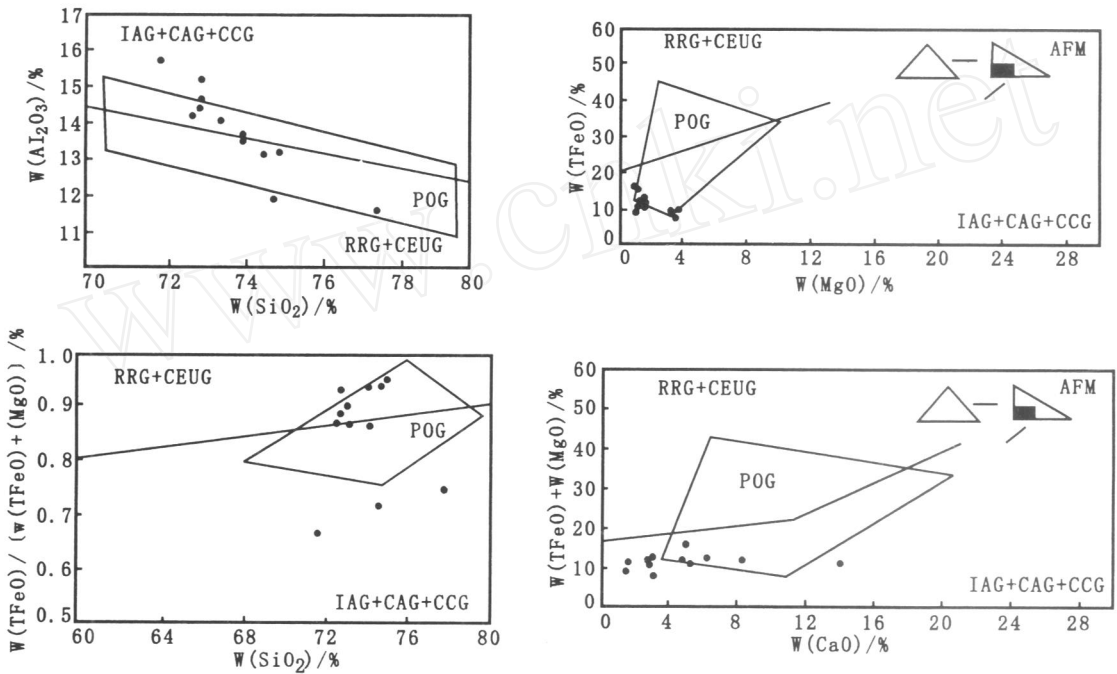 17
16
15
14
13
12
11
10
W(Al₂O₃)/%
IAG+CAG+CCG
POG
RRG+CEUG
70 72 74 76 78 80
W(SiO₂)/%
60
50
40
30
20
10
0
W(TFeO)/%
RRG+CEUG
AFM
POG
IAG+CAG+CCG
0 4 8 12 16 20 24 28
W(MgO)/%
1.0
0.9
0.8
0.7
0.6
0.5
W(TFeO)/(w(TFeO)+(MgO))/%
RRG+CEUG
POG
IAG+CAG+CCG
60 64 68 72 76 80
W(SiO₂)/%
60
50
40
30
20
10
0
W(TFeO)+W(MgO)/%
RRG+CEUG
AFM
POG
IAG+CAG+CCG
0 4 8 12 16 20 24 28
W(CaO)/%
www.cnki.net